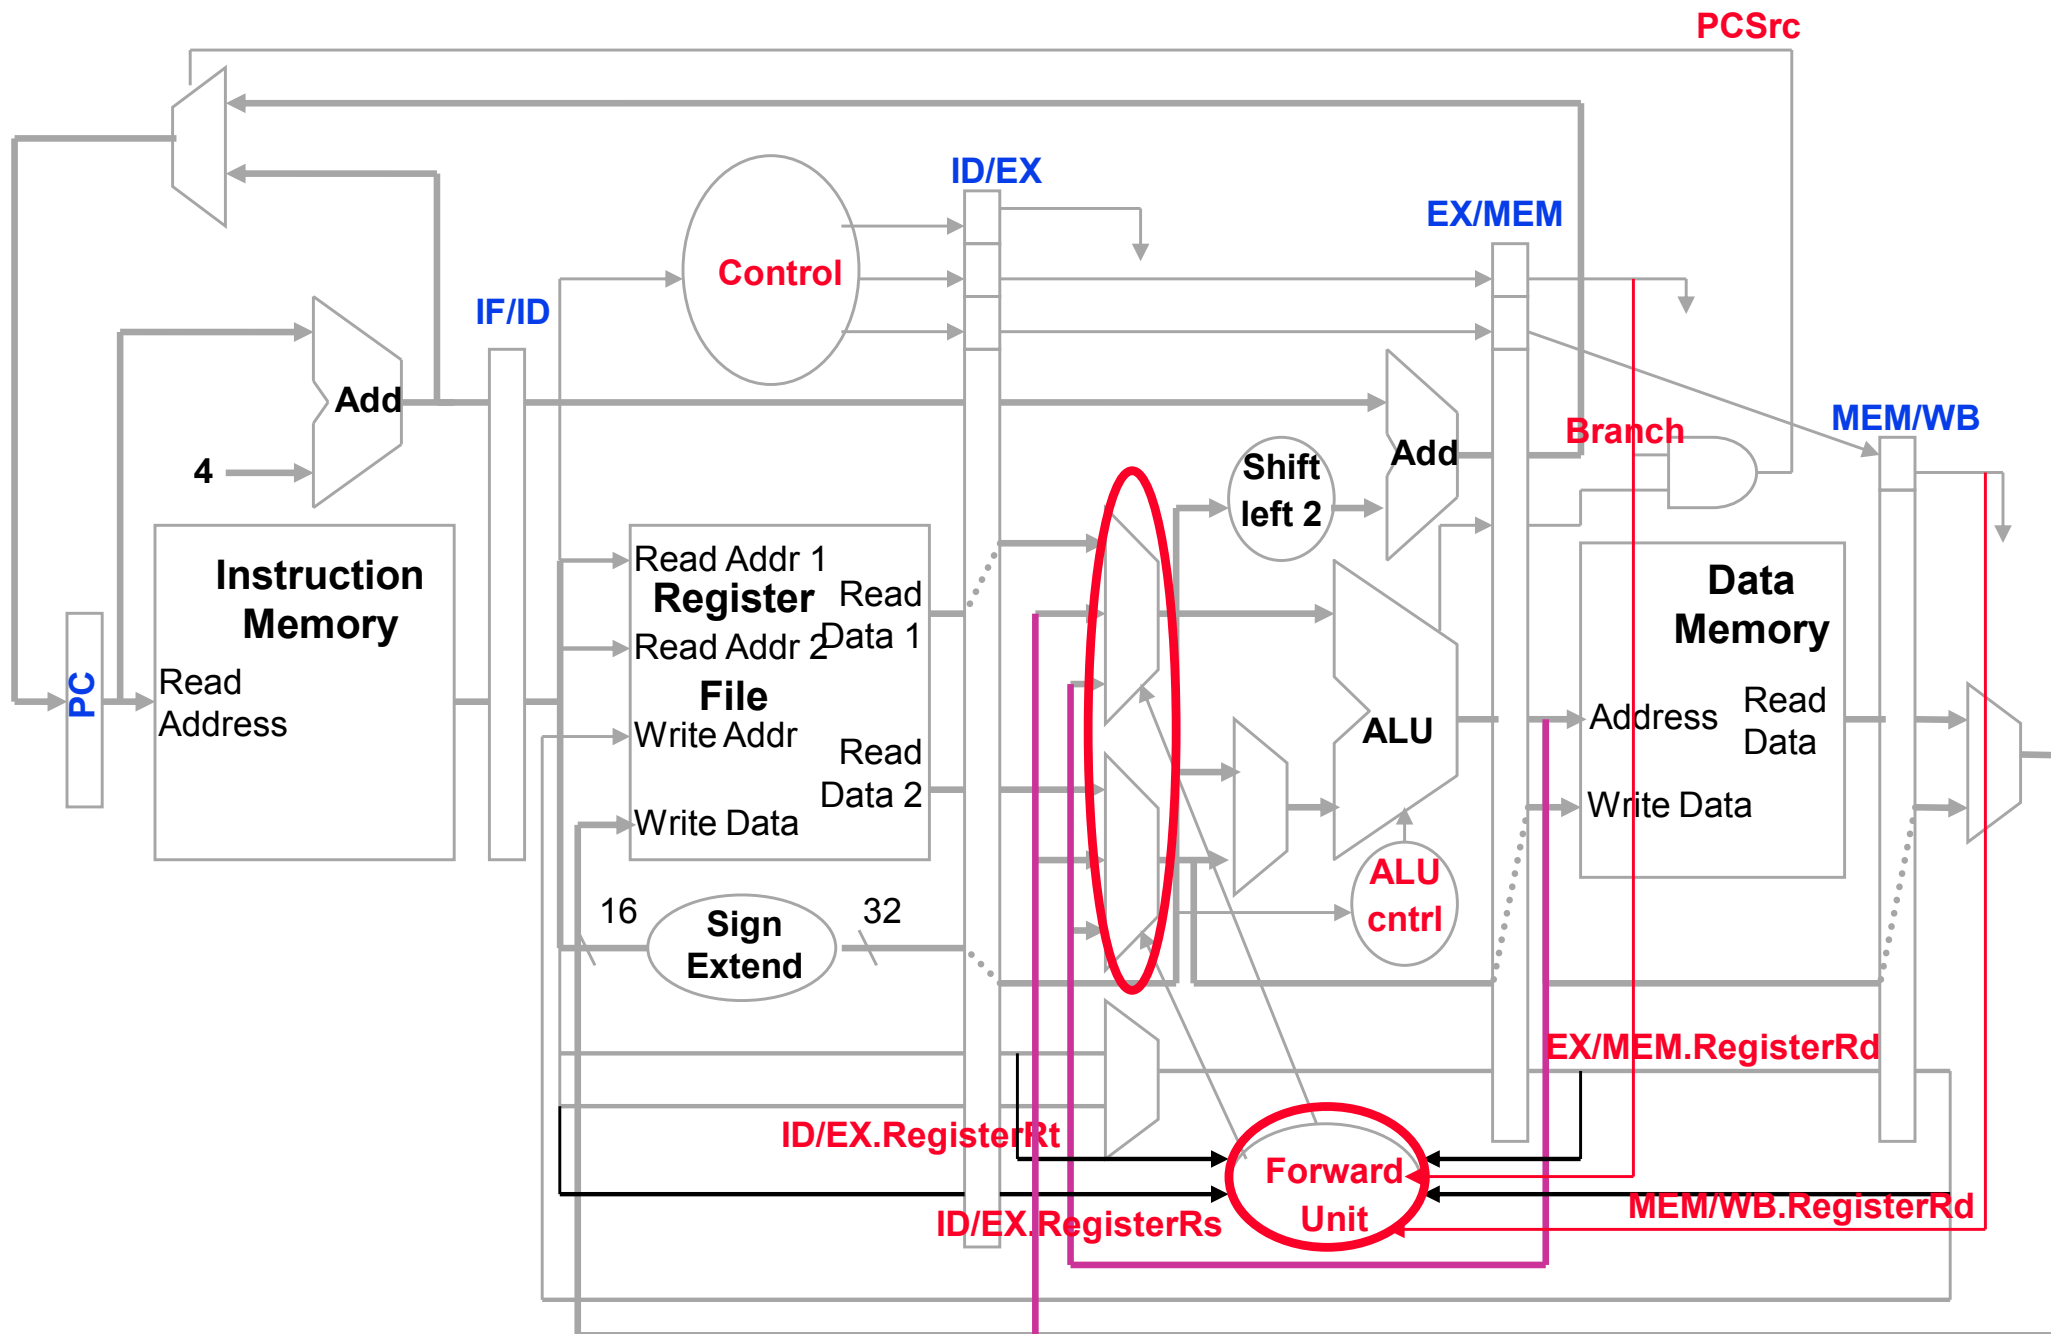 PCSrc
ID/EX
EX/MEM
Control
IF/ID
Add
4
MEM/WB
Branch
Add
Shift
left 2
Instruction
Memory
Read Addr 1
Register
Read
Data 1
Read Addr 2
File
Write Addr
Read
Data 2
Write Data
Data
Memory
PC
Read
Address
ALU
Address
Read
Data
Write Data
ALU
cntrl
16
Sign
Extend
32
EX/MEM.RegisterRd
ID/EX.RegisterRt
Forward
Unit
ID/EX.RegisterRs
MEM/WB.RegisterRd